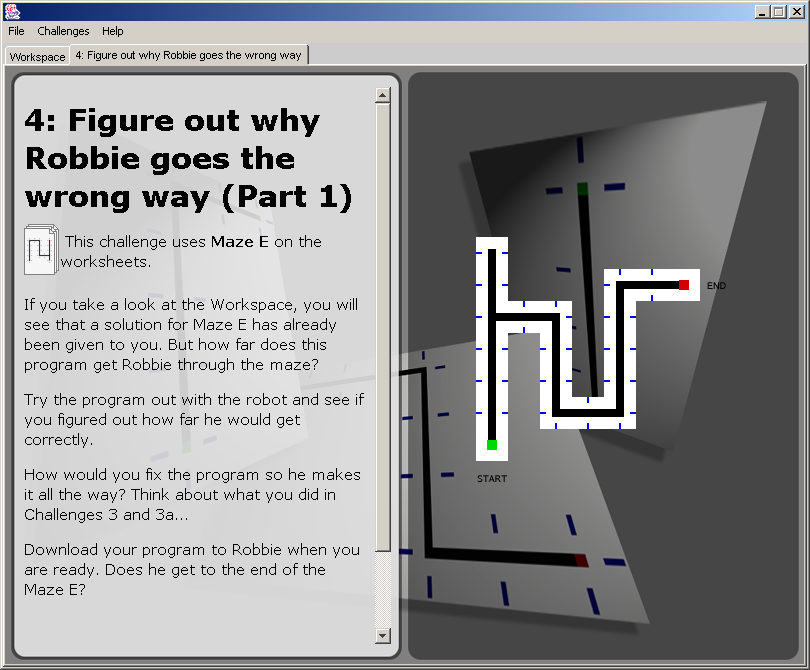 File Challenges Help
Workspace 4: Figure out why Robbie goes the wrong way
4: Figure out why
Robbie goes the
wrong way (Part 1)
This challenge uses Maze E on the
worksheets.
If you take a look at the Workspace, you will
see that a solution for Maze E has already
been given to you. But how far does this
program get Robbie through the maze?
Try the program out with the robot and see if
you figured out how far he would get
correctly.
How would you fix the program so he makes
it all the way? Think about what you did in
Challenges 3 and 3a...
Download your program to Robbie when you
are ready. Does he get to the end of the
Maze E?
END
START